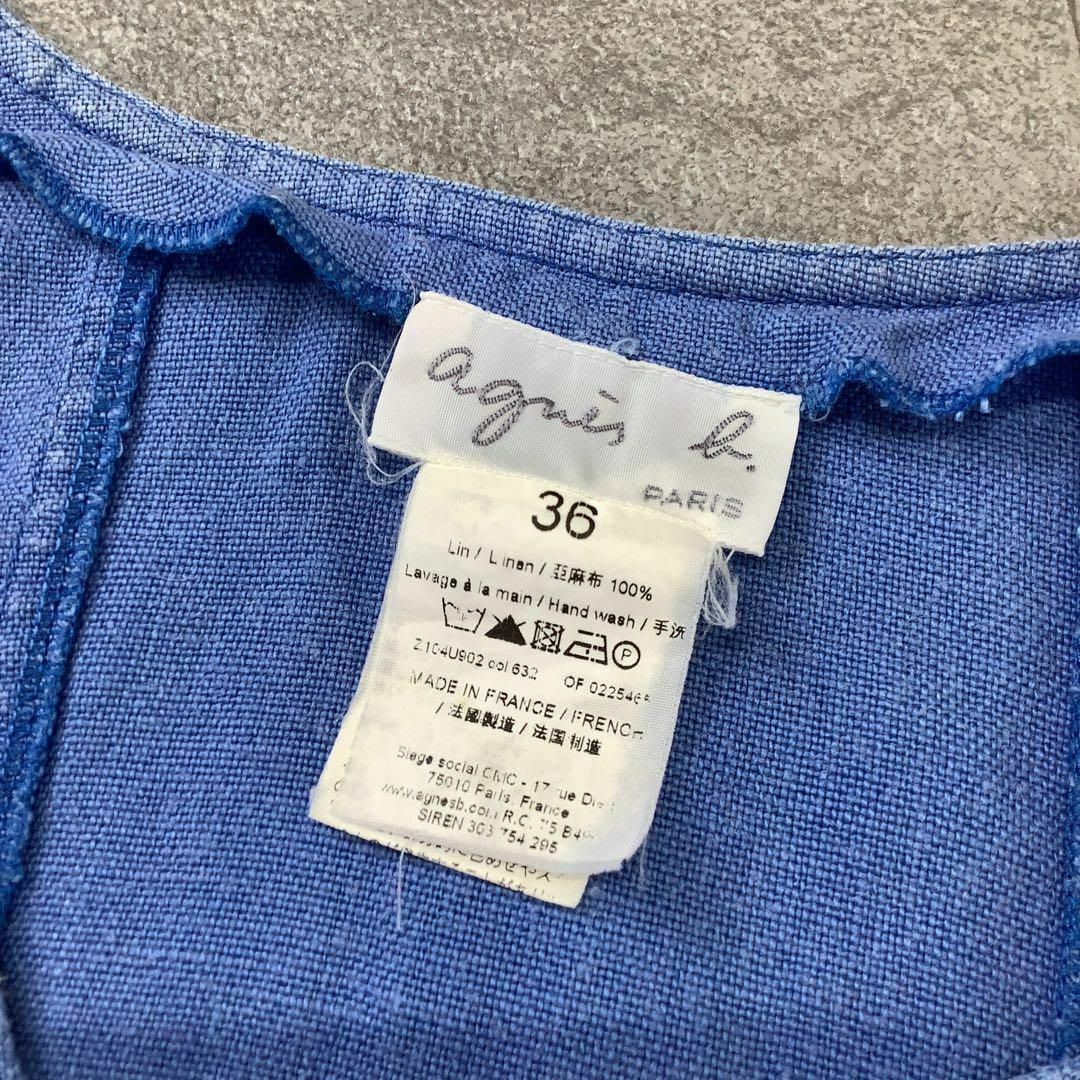 agnès b.
PARIS
36
Lin / Linen / 亞麻布 100%
Lavage à la main / Hand wash / 手洗
P
Z104U902 col 632 OF 022546
MADE IN FRANCE / FRENCH
/ 法國製造 / 法国制造
Siege social CMC - 17 rue
75010 Paris, France
www.agnesb.com R.C. 75 B
SIREN 303 754 295